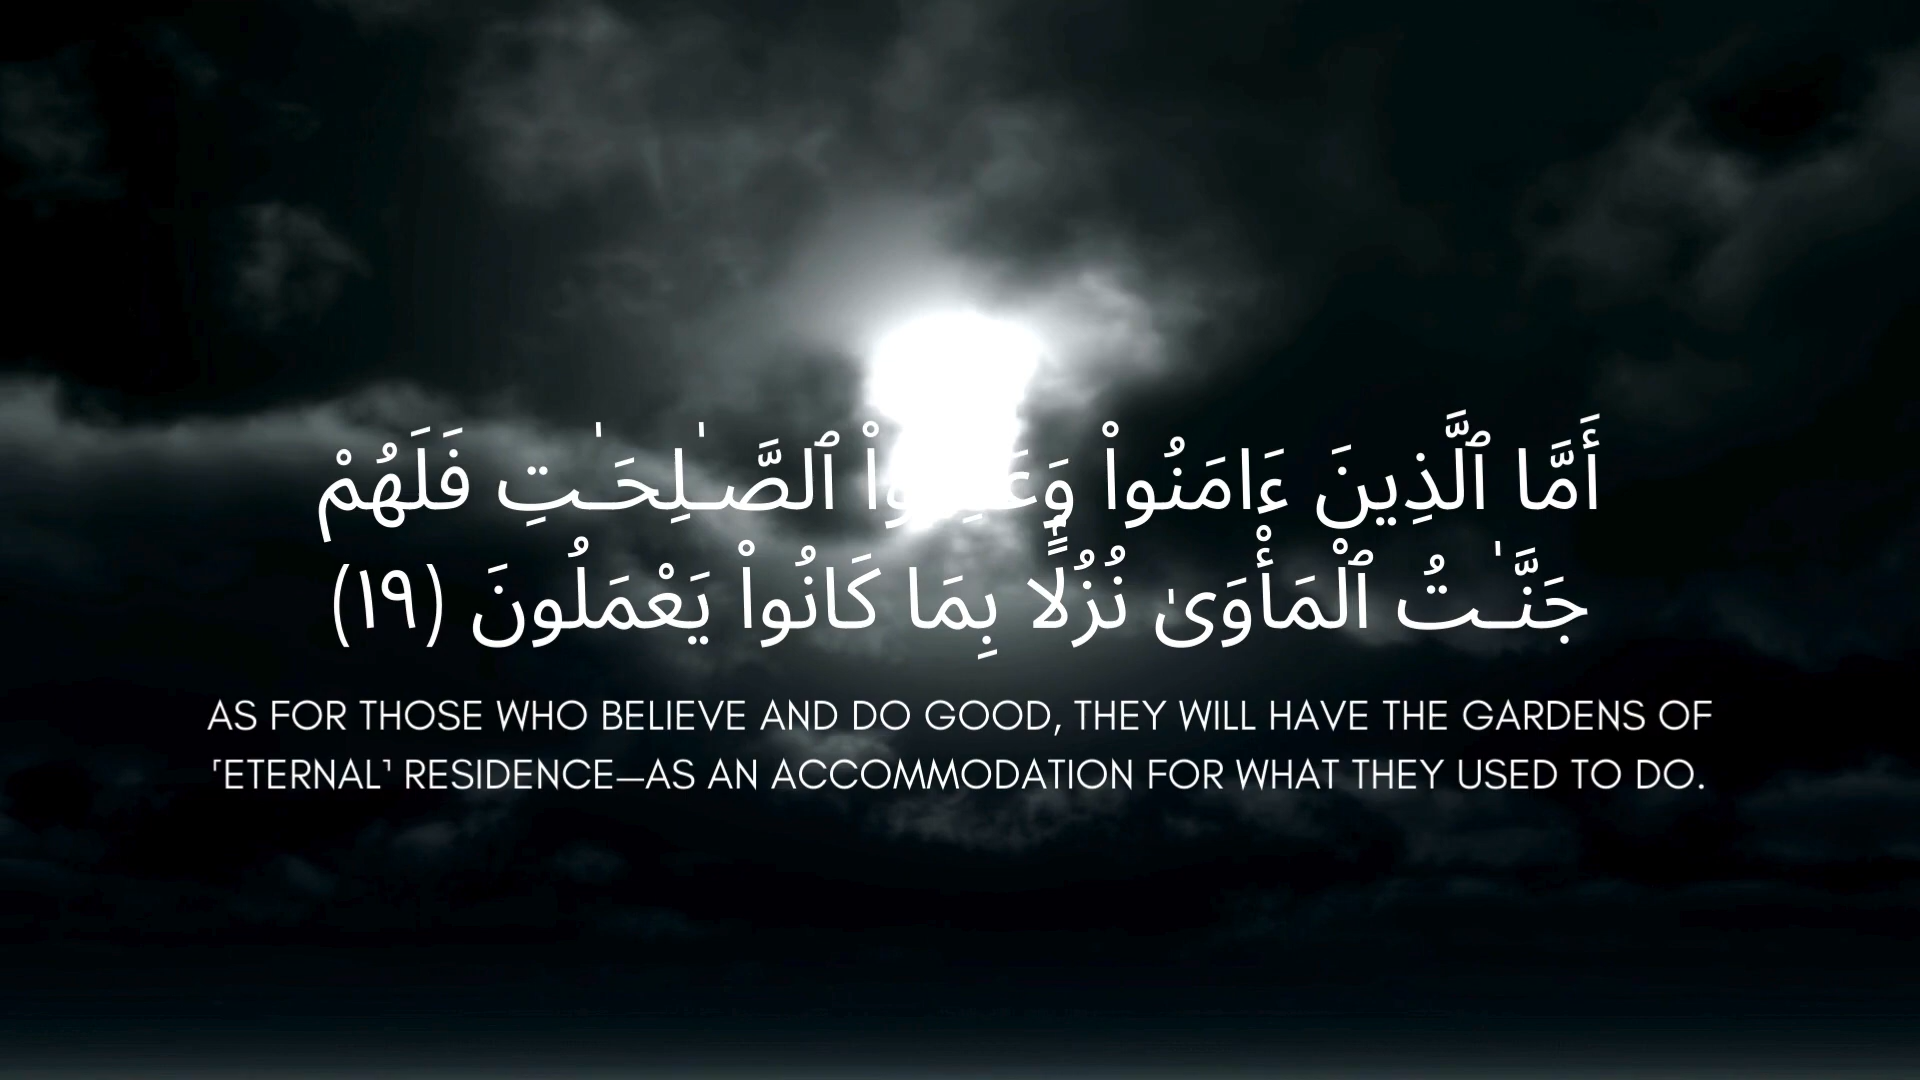 أَمَّا ٱلَّذِينَ ءَامَنُوا۟ وَعَمِلُوا۟ ٱلصَّـٰلِحَـٰتِ فَلَهُمْ
جَنَّـٰتُ ٱلْمَأْوَىٰ نُزُلًۢا بِمَا كَانُوا۟ يَعْمَلُونَ (١٩)
AS FOR THOSE WHO BELIEVE AND DO GOOD, THEY WILL HAVE THE GARDENS OF
⸢ETERNAL⸣ RESIDENCE—AS AN ACCOMMODATION FOR WHAT THEY USED TO DO.